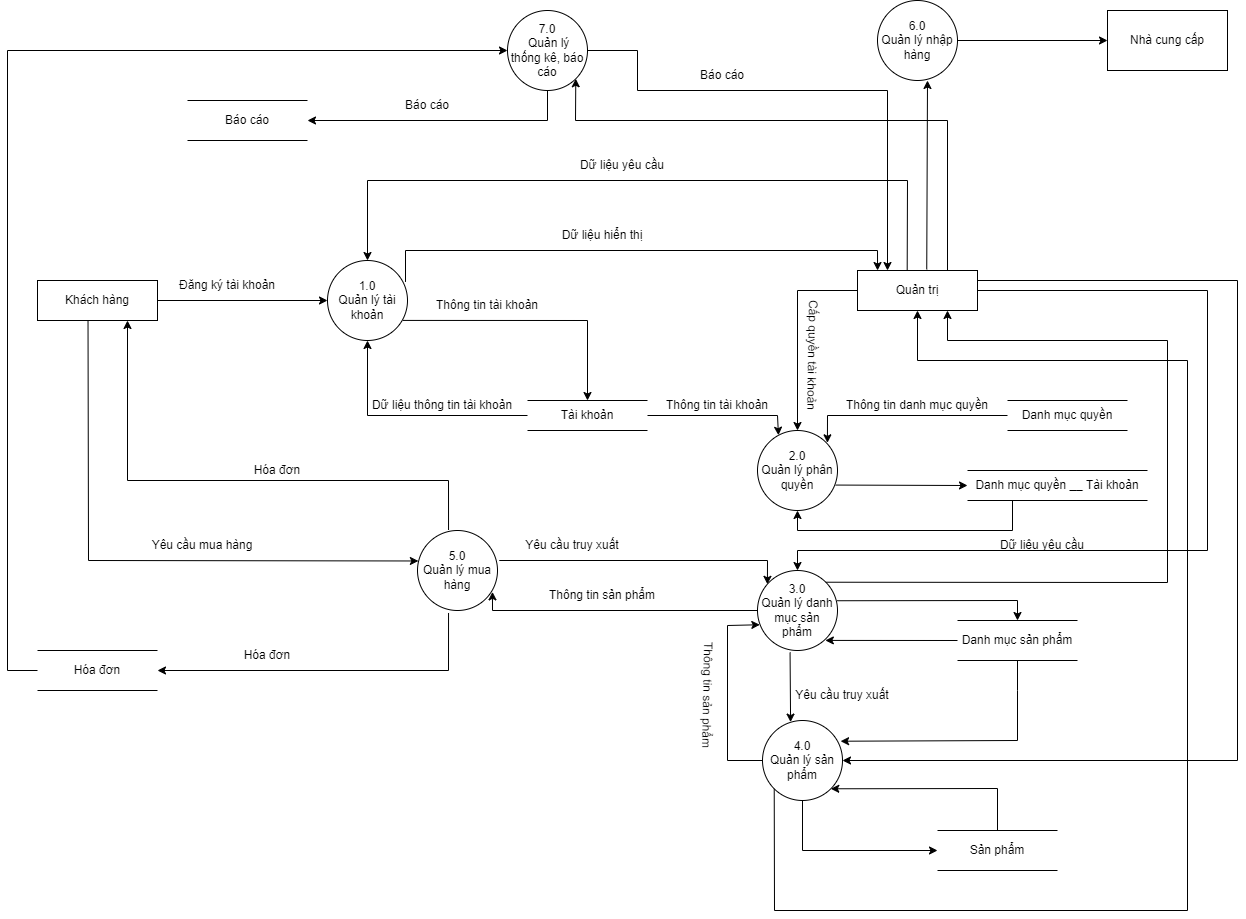 7.0
Quản lý
thống kê, báo
cáo
6.0
Quản lý nhập
hàng
Nhà cung cấp
Báo cáo
Báo cáo
Báo cáo
Dữ liệu yêu cầu
Dữ liệu hiển thị
Khách hàng
Đăng ký tài khoản
1.0
Quản lý tài
khoản
Thông tin tài khoản
Quản trị
Cấp quyền tài khoản
Dữ liệu thông tin tài khoản
Tài khoản
Thông tin tài khoản
Thông tin danh mục quyền
Danh mục quyền
2.0
Quản lý phân
quyền
Danh mục quyền __ Tài khoản
Hóa đơn
Yêu cầu mua hàng
5.0
Quản lý mua
hàng
Yêu cầu truy xuất
Dữ liệu yêu cầu
Thông tin sản phẩm
3.0
Quản lý danh
mục sản
phẩm
Danh mục sản phẩm
Hóa đơn
Hóa đơn
Thông tin sản phẩm
Yêu cầu truy xuất
4.0
Quản lý sản
phẩm
Sản phẩm